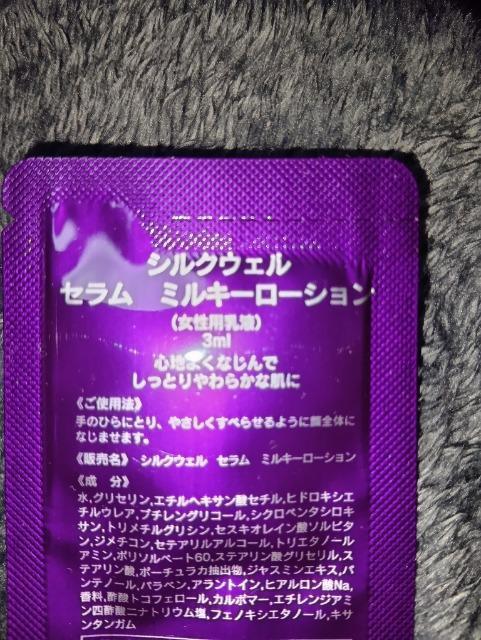 シルクウェル
セラム ミルキーローション
(女性用乳液)
3ml
心地よくなじんで
しっとりやわらかな肌に
《ご使用法》
手のひらにとり、やさしくすべらせるように顔全体に
なじませます。
《販売名》 シルクウェル セラム ミルキーローション
《成 分》
水,グリセリン,エチルヘキサン酸セチル,ヒドロキシエ
チルウレア,ブチレングリコール,シクロペンタシロキ
サン,トリメチルグリシン,セスキオレイン酸ソルビタ
ン,ジメチコン,セテアリルアルコール,トリエタノール
アミン,ポリソルベート60,ステアリン酸グリセリル,ス
テアリン酸,ポーチュラカ抽出物,ジャスミンエキス,パ
ンテノール,パラベン,アラントイン,ヒアルロン酸Na,
香料,酢酸トコフェロール,カルボマー,エチレンジアミ
ン四酢酸二ナトリウム塩,フェノキシエタノール,キサ
ンタンガム